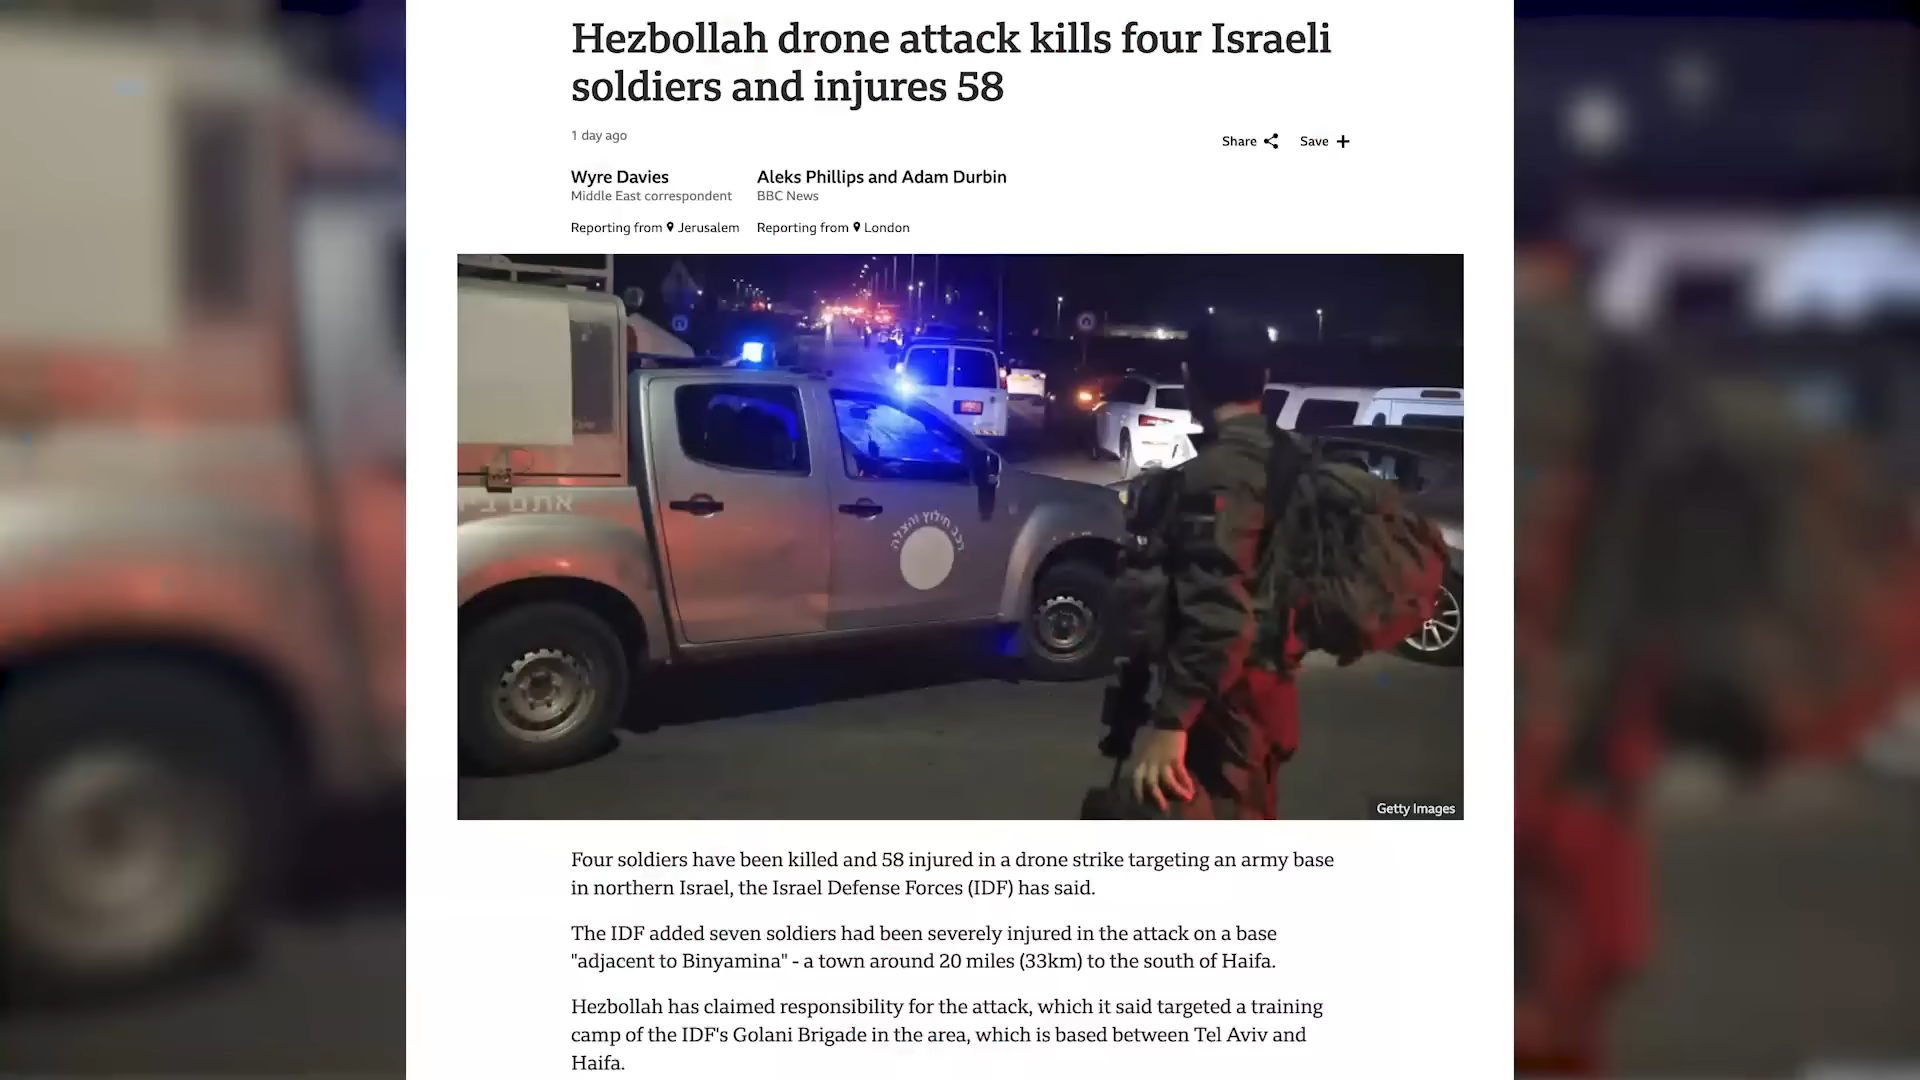 Hezbollah drone attack kills four Israeli
soldiers and injures 58
1 day ago
Share
Save
Wyre Davies
Middle East correspondent
Reporting from Jerusalem
Aleks Phillips and Adam Durbin
BBC News
Reporting from London
רכב חילוץ והצלה
Getty Images
Four soldiers have been killed and 58 injured in a drone strike targeting an army base
in northern Israel, the Israel Defense Forces (IDF) has said.
The IDF added seven soldiers had been severely injured in the attack on a base
"adjacent to Binyamina" - a town around 20 miles (33km) to the south of Haifa.
Hezbollah has claimed responsibility for the attack, which it said targeted a training
camp of the IDF's Golani Brigade in the area, which is based between Tel Aviv and
Haifa.